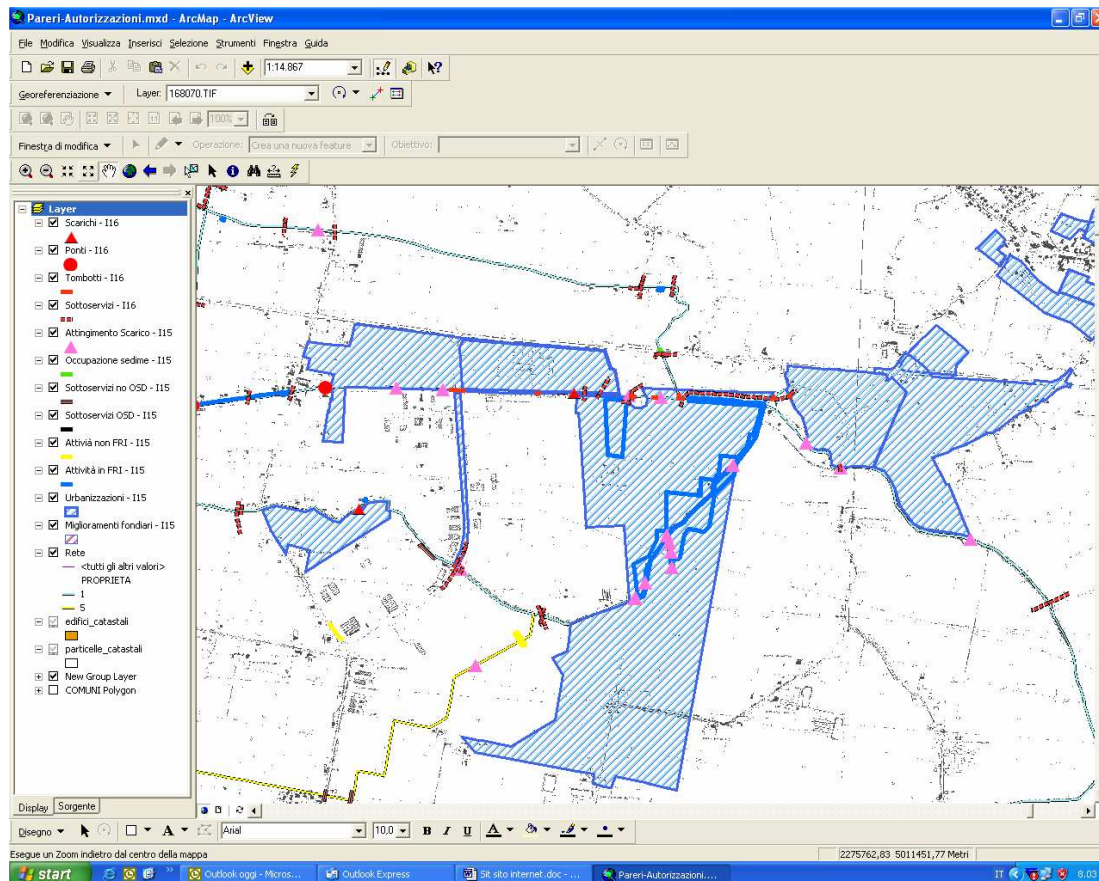 Pareri-Autorizzazioni.mxd - ArcMap - ArcView
File Modifica Visualizza Inserisci Selezione Strumenti Finestra Guida
1:14.867
Georeferenziazione Layer: 168070.TIF
100%
Finestra di modifica Operazione: Crea una nuova feature Obiettivo:
Layer
Scarichi - I16
Ponti - I16
Tombotti - I16
Sottoservizi - I16
Attingimento Scarico - I15
Occupazione sedime - I15
Sottoservizi no OSD - I15
Sottoservizi OSD - I15
Attivià non FRI - I15
Attività in FRI - I15
Urbanizzazioni - I15
Miglioramenti fondiari - I15
Rete
<tutti gli altri valori>
PROPRIETA
1
5
edifici_catastali
particelle_catastali
New Group Layer
COMUNI Polygon
Display Sorgente
Disegno A Arial 10,0 B I U A
Esegue un Zoom indietro dal centro della mappa 2275762,83 5011451,77 Metri
start Outlook oggi - Micros... Outlook Express Sit sito internet.doc - ... Pareri-Autorizzazioni.... IT 8.03